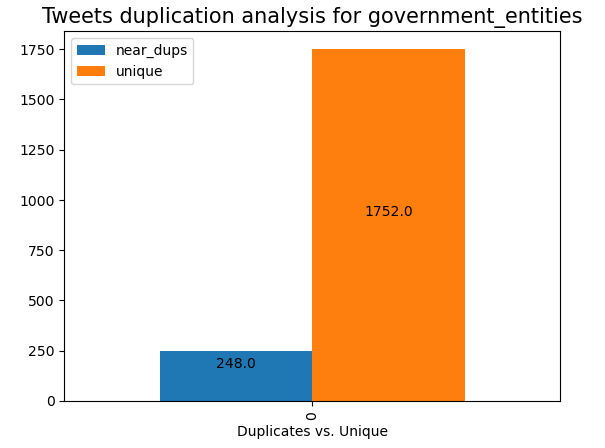 Tweets duplication analysis for government_entities
near_dups
unique
1750
1500
1250
1000
750
500
250
0
1752.0
248.0
0
Duplicates vs. Unique